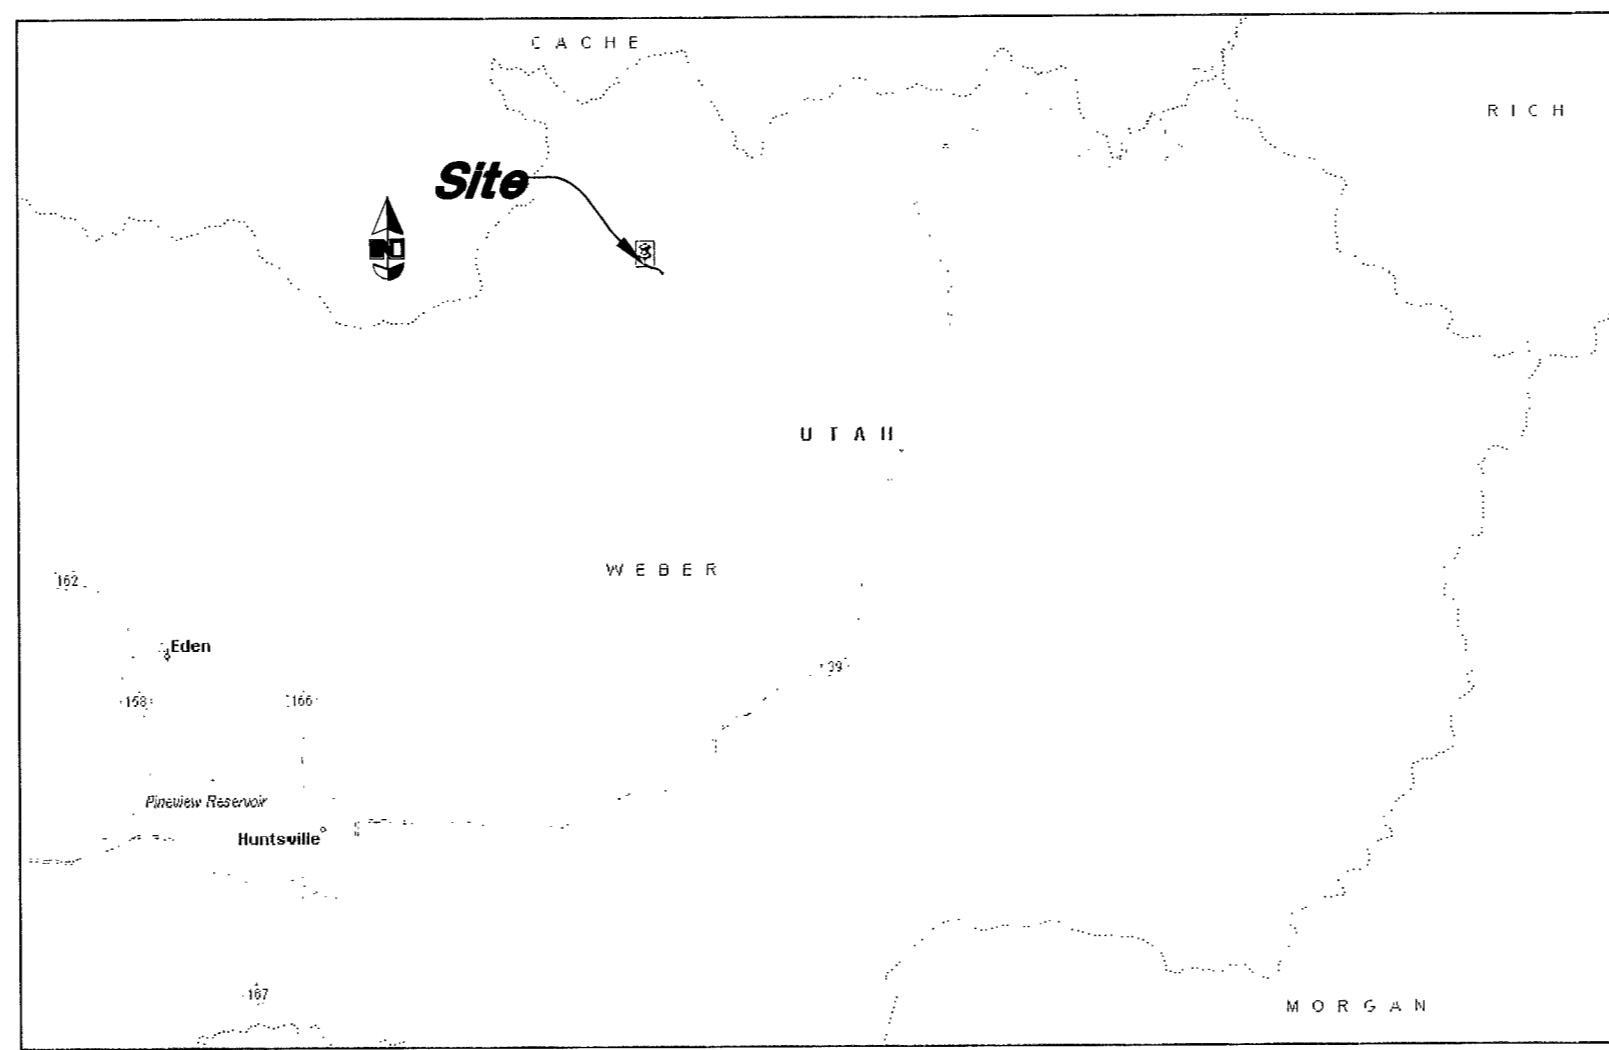 CACHE
RICH
Site
N
UTAH
WEBER
162
Eden
39
158
166
Pineview Reservoir
Huntsville
167
MORGAN